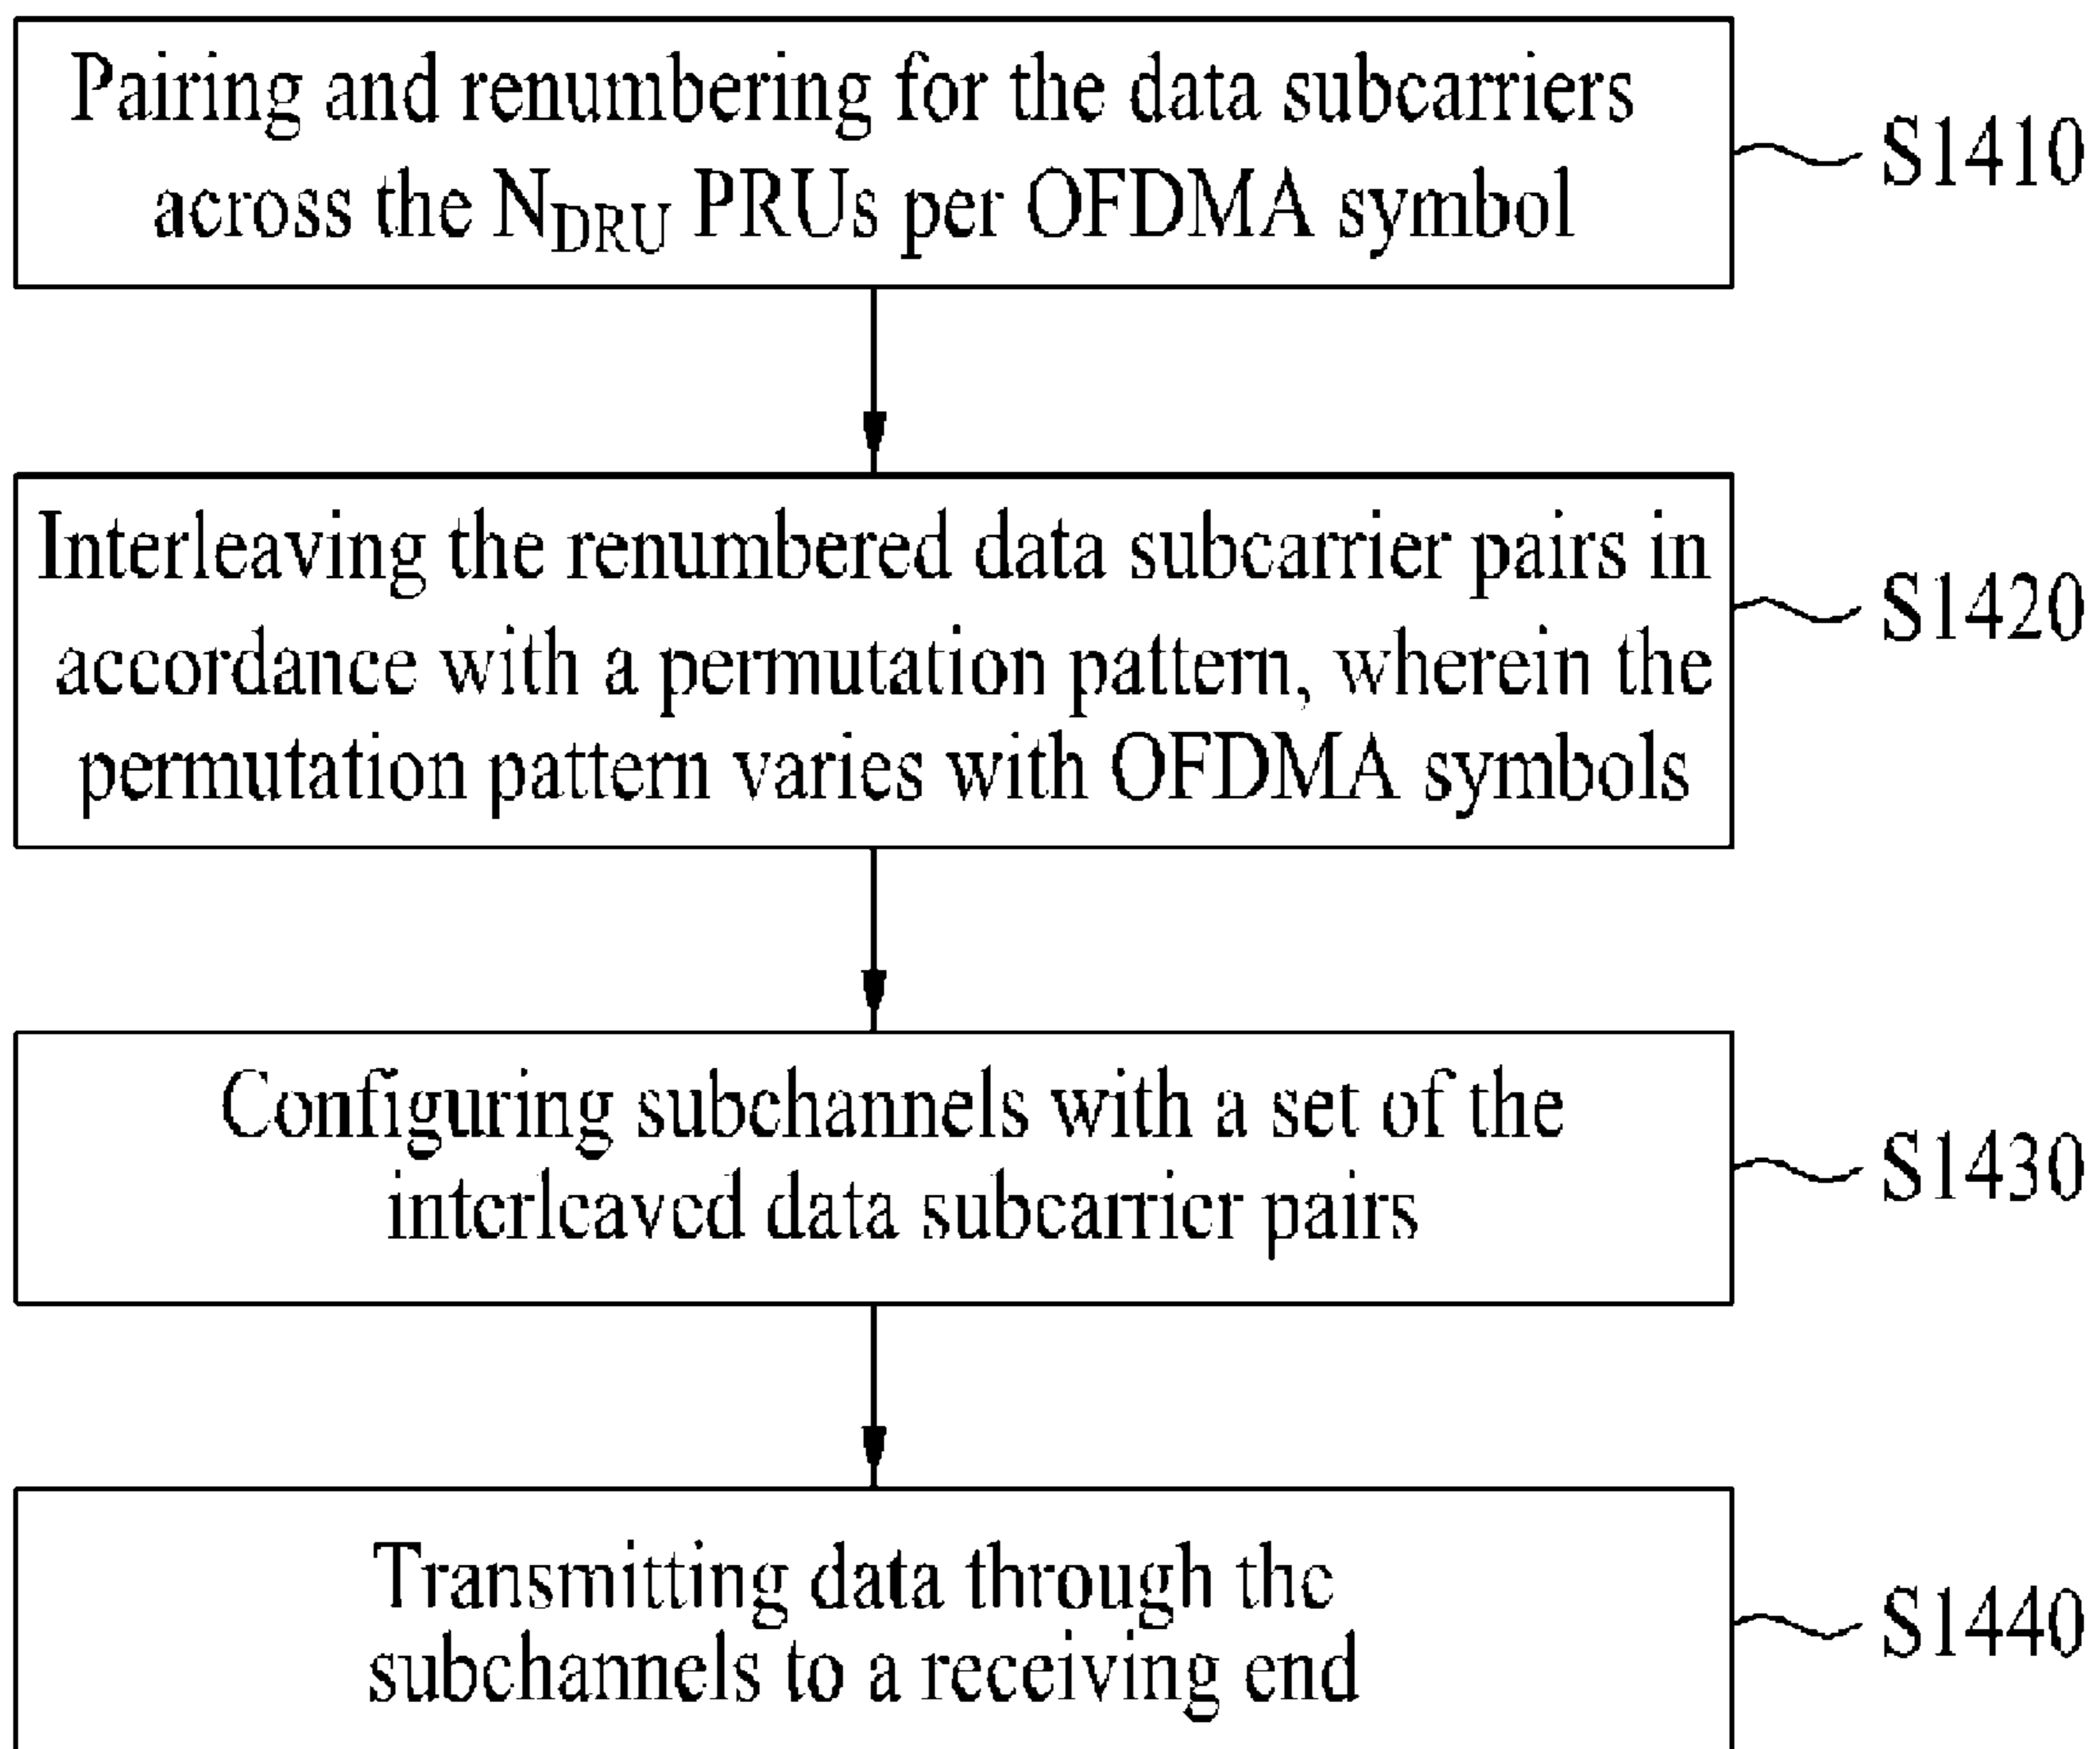 Pairing and renumbering for the data subcarriers
across the N_DRU PRUs per OFDMA symbol
S1410
Interleaving the renumbered data subcarrier pairs in
accordance with a permutation pattern, wherein the
permutation pattern varies with OFDMA symbols
S1420
Configuring subchannels with a set of the
interleaved data subcarrier pairs
S1430
Transmitting data through the
subchannels to a receiving end
S1440